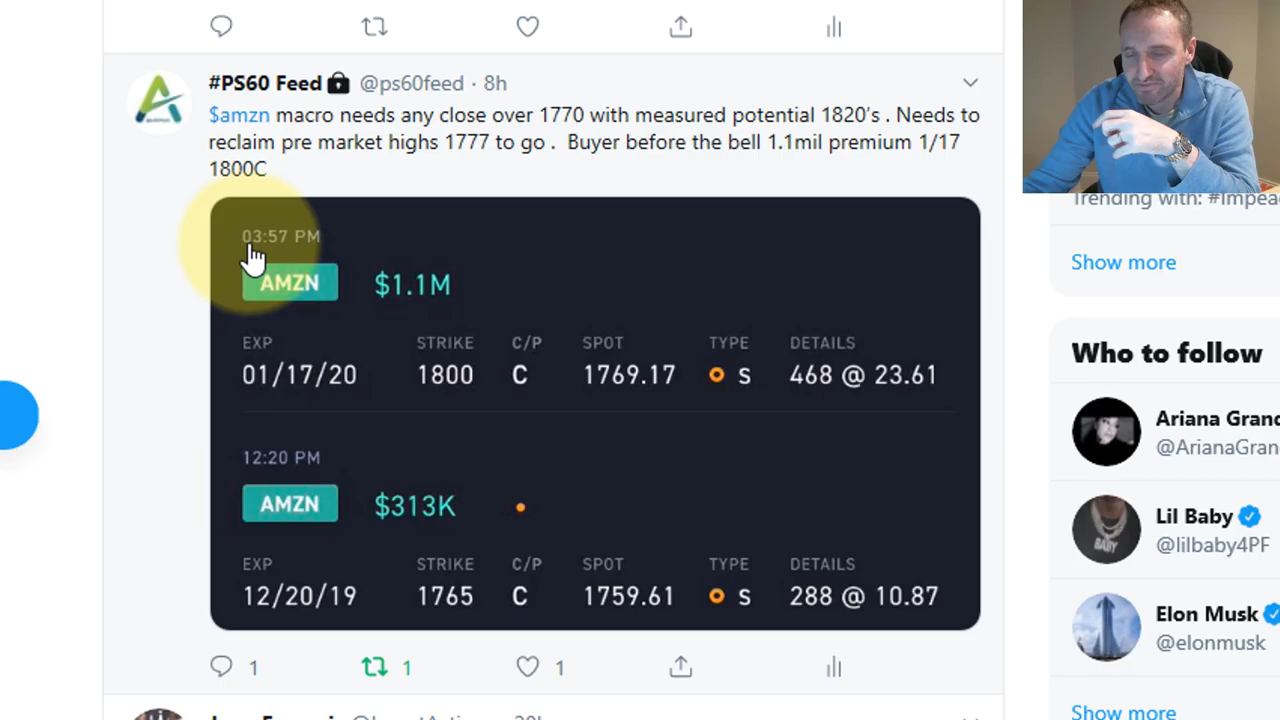 #PS60 Feed @ps60feed · 8h
$amzn macro needs any close over 1770 with measured potential 1820's . Needs to
reclaim pre market highs 1777 to go . Buyer before the bell 1.1mil premium 1/17
1800C
03:57 PM
AMZN $1.1M
EXP STRIKE C/P SPOT TYPE DETAILS
01/17/20 1800 C 1769.17 S 468 @ 23.61
12:20 PM
AMZN $313K
EXP STRIKE C/P SPOT TYPE DETAILS
12/20/19 1765 C 1759.61 S 288 @ 10.87
1 1 1
Trending with: #Impea
Show more
Who to follow
Ariana Grand
@ArianaGran
Lil Baby
@lilbaby4PF
Elon Musk
@elonmusk
Show more